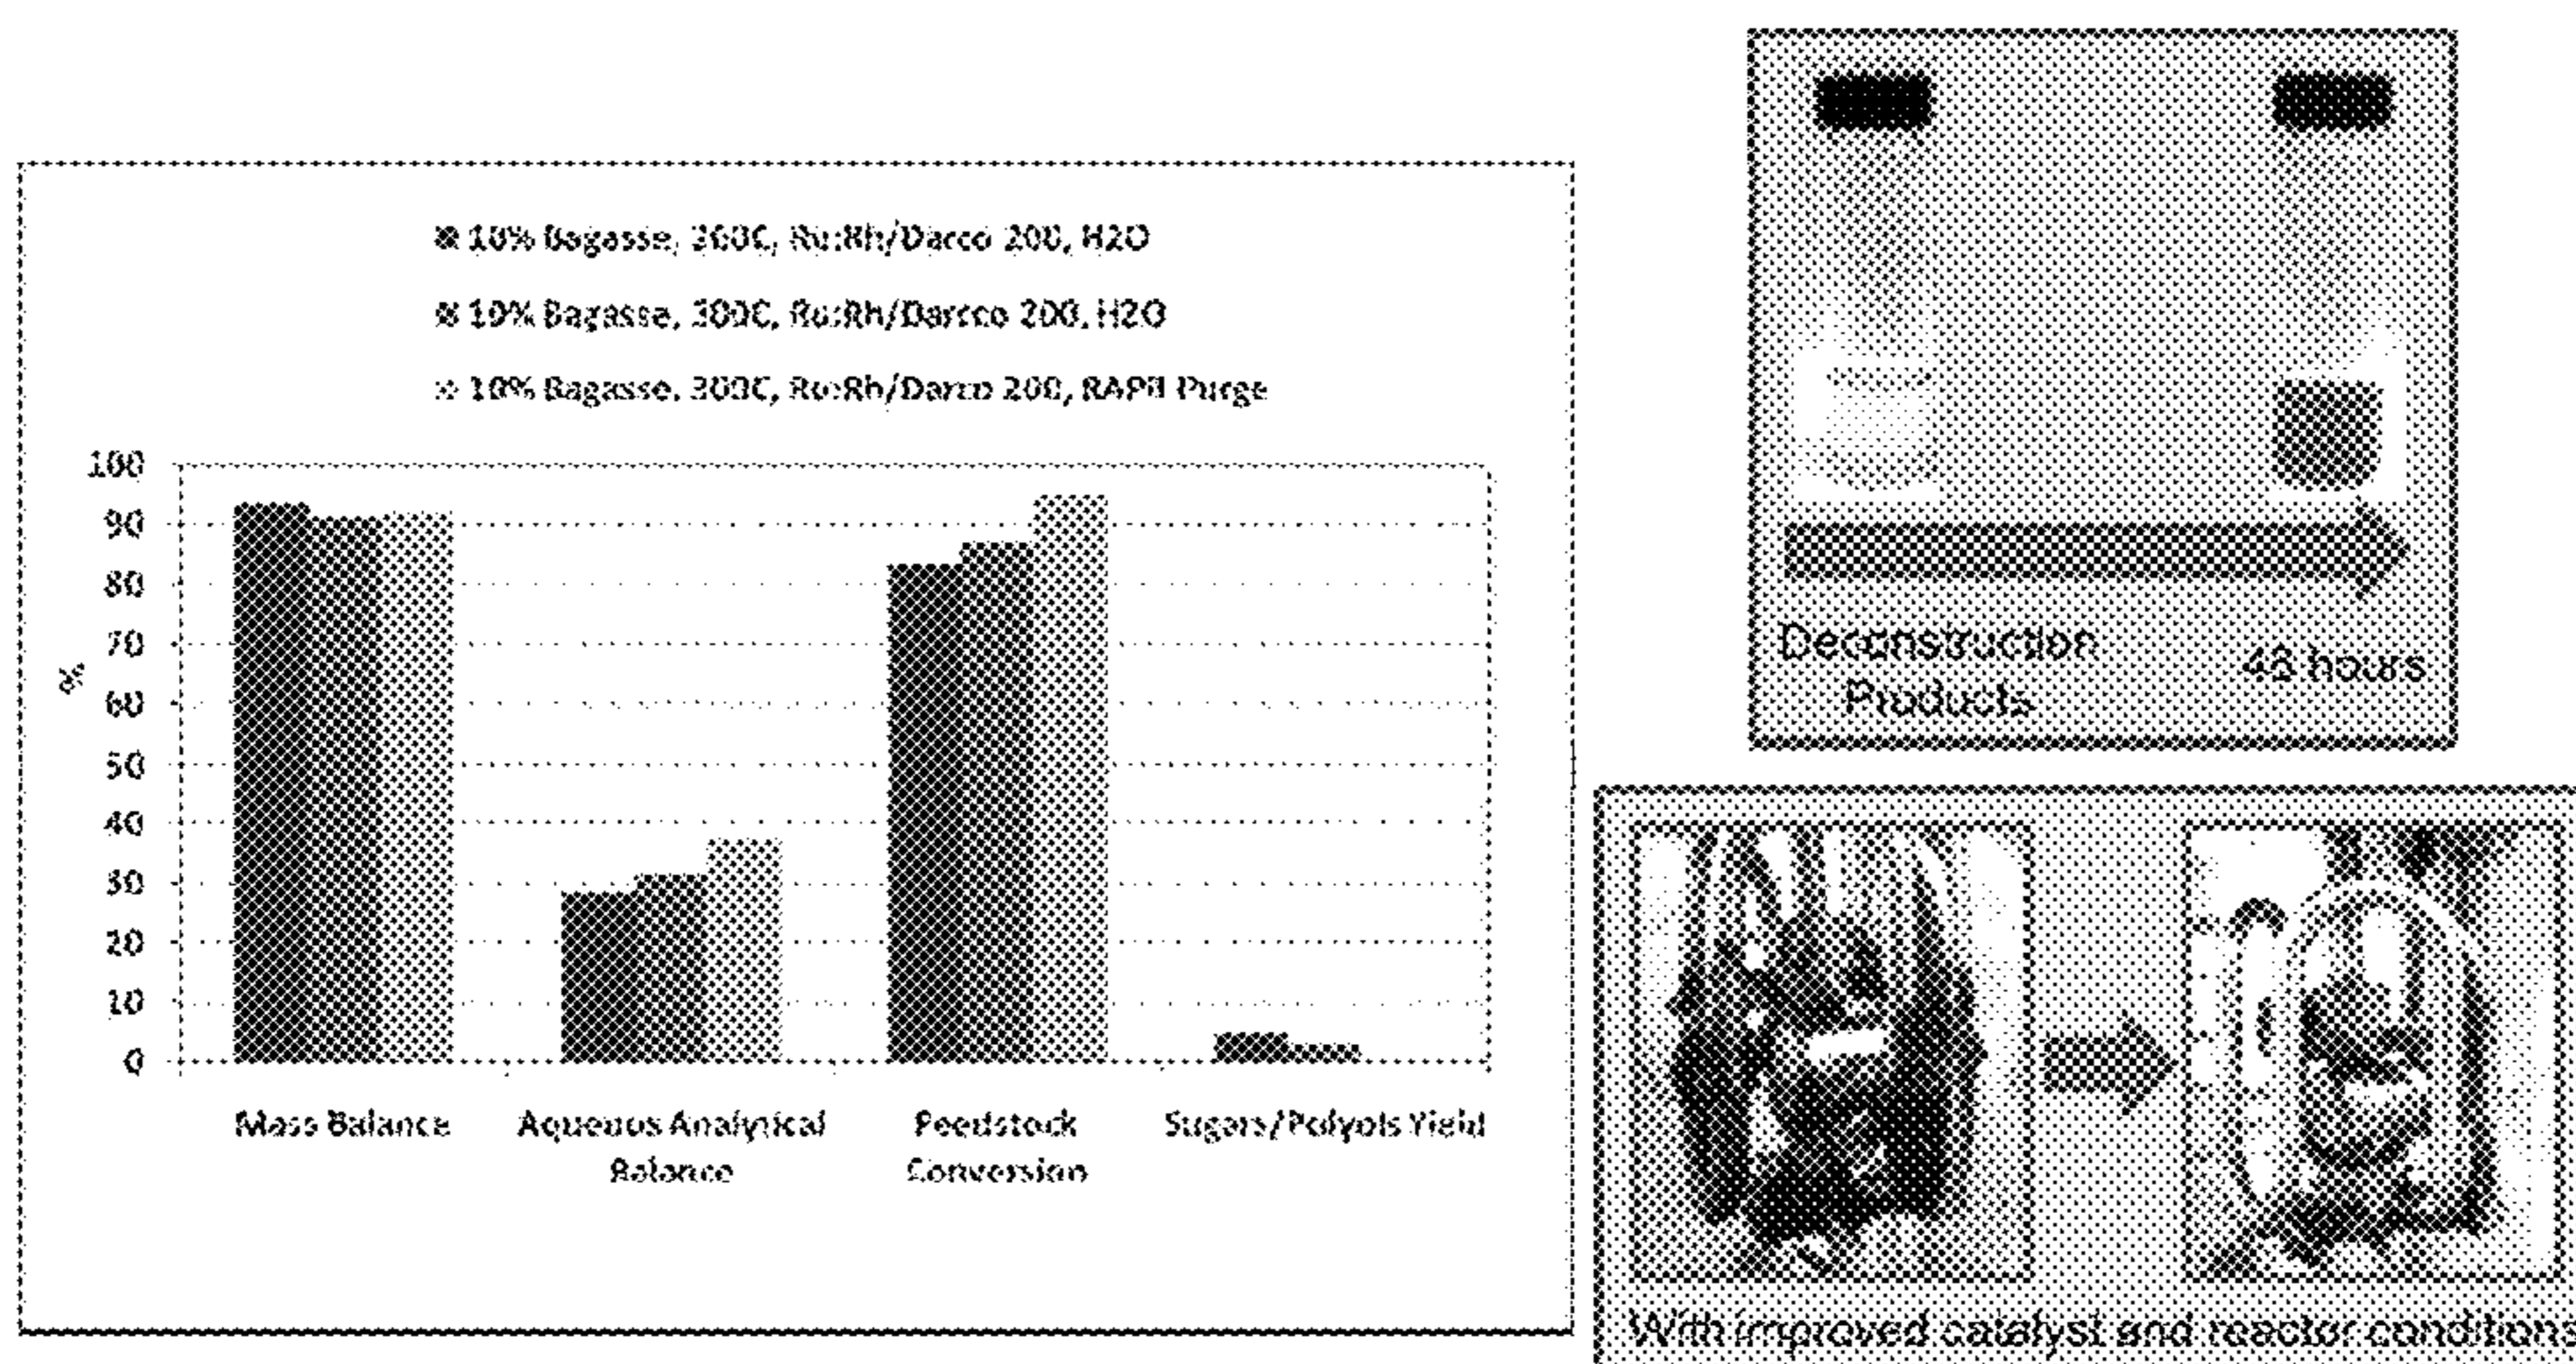 10% Bagasse, 260C, Ru:Rh/Darco 200, H2O
10% Bagasse, 300C, Ru:Rh/Darcco 200, H2O
10% Bagasse, 300C, Ru:Rh/Darco 200, Purge
100
90
80
70
60
50
40
30
20
10
0
%
Mass Balance
Aqueous Analytical
Balance
Feedstock
Conversion
Sugars/Polyols Yield
Deconstruction
Products
48 hours
With improved catalyst and reactor conditions